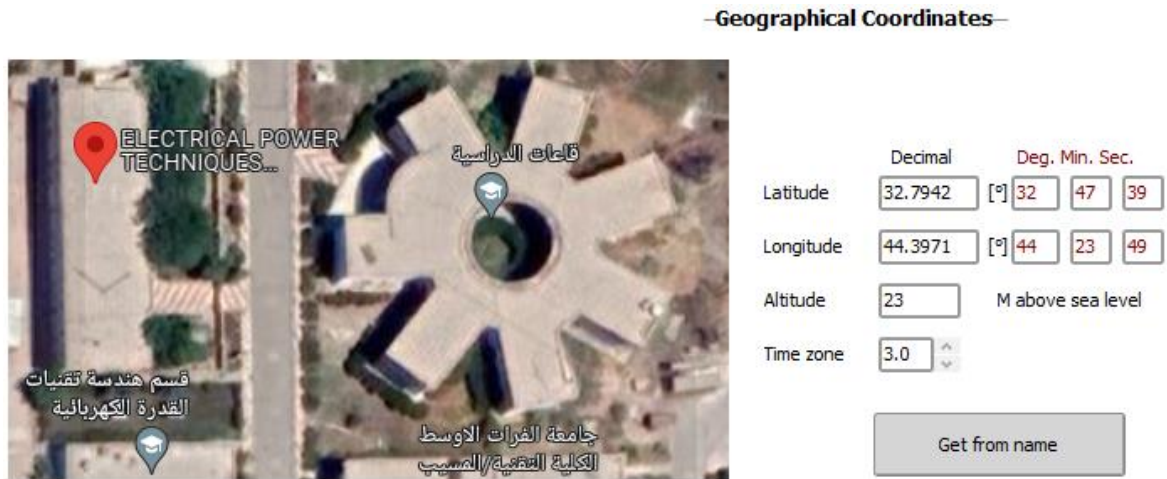 Geographical Coordinates
ELECTRICAL POWER
TECHNIQUES...
قاعات الدراسية
قسم هندسة تقنيات
القدرة الكهربائية
جامعة الفرات الاوسط
الكلية التقنية/المسيب
Decimal Deg. Min. Sec.
Latitude 32.7942 [°] 32 47 39
Longitude 44.3971 [°] 44 23 49
Altitude 23 M above sea level
Time zone 3.0
Get from name